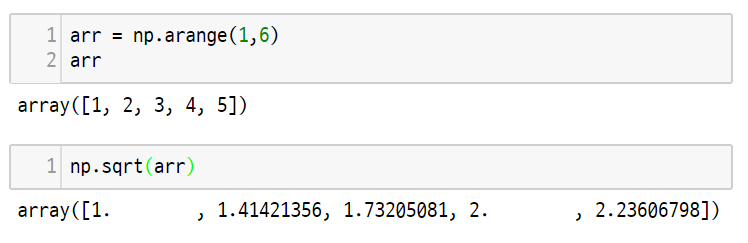 1 arr = np.arange(1,6)
2 arr
array([1, 2, 3, 4, 5])
1 np.sqrt(arr)
array([1.        , 1.41421356, 1.73205081, 2.        , 2.23606798])